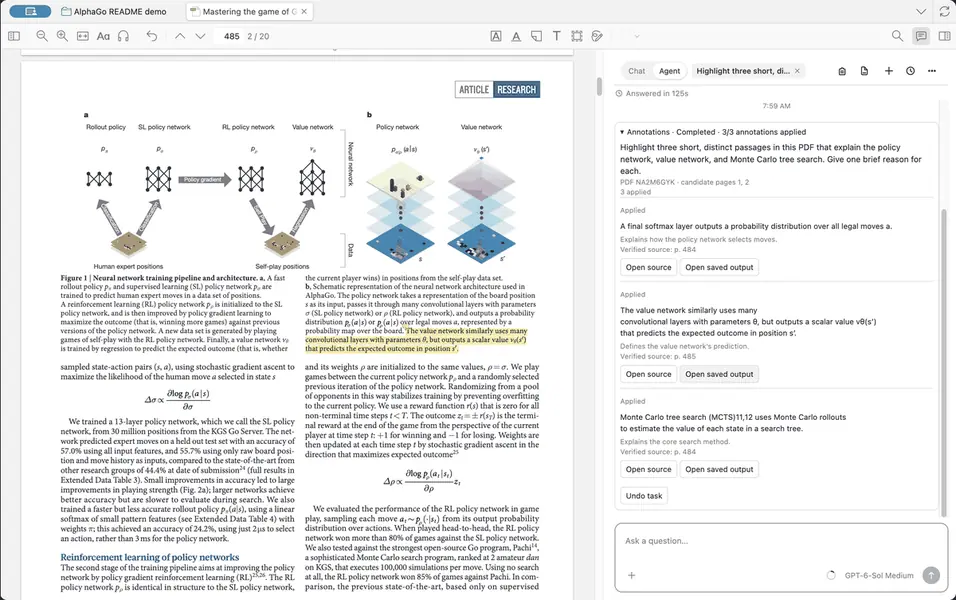 AlphaGo README demo
Mastering the game of G
Aa
485 2 / 20
A
A
T
ARTICLE RESEARCH
a
b
Rollout policy
SL policy network
RL policy network
Value network
Policy network
Value network
Policy gradient
Neural network
Data
Human expert positions
Self-play positions
s
s′
Figure 1 | Neural network training pipeline and architecture. a, A fast
rollout policy pπ and supervised learning (SL) policy network pσ are
trained to predict human expert moves in a data set of positions.
A reinforcement learning (RL) policy network pρ is initialized to the SL
policy network, and is then improved by policy gradient learning to
maximize the outcome (that is, winning more games) against previous
versions of the policy network. A new data set is generated by playing
games of self-play with the RL policy network. Finally, a value network vθ
is trained by regression to predict the expected outcome (that is, whether
the current player wins) in positions from the self-play data set.
b, Schematic representation of the neural network architecture used in
AlphaGo. The policy network takes a representation of the board position
s as its input, passes it through many convolutional layers with parameters
σ (SL policy network) or ρ (RL policy network), and outputs a probability
distribution pσ(a|s) or pρ(a|s) over legal moves a, represented by a
probability map over the board. The value network similarly uses many
convolutional layers with parameters θ, but outputs a scalar value vθ(s′)
that predicts the expected outcome in position s′.
sampled state-action pairs (s, a), using stochastic gradient ascent to
maximize the likelihood of the human move a selected in state s
Δσ ∝ ∂log pσ(a|s) / ∂σ
We trained a 13-layer policy network, which we call the SL policy
network, from 30 million positions from the KGS Go Server. The net-
work predicted expert moves on a held out test set with an accuracy of
57.0% using all input features, and 55.7% using only raw board posi-
tion and move history as inputs, compared to the state-of-the-art from
other research groups of 44.4% at date of submission24 (full results in
Extended Data Table 3). Small improvements in accuracy led to large
improvements in playing strength (Fig. 2a); larger networks achieve
better accuracy but are slower to evaluate during search. We also
trained a faster but less accurate rollout policy pπ(a|s), using a linear
softmax of small pattern features (see Extended Data Table 4) with
weights π; this achieved an accuracy of 24.2%, using just 2μs to select
an action, rather than 3 ms for the policy network.
Reinforcement learning of policy networks
The second stage of the training pipeline aims at improving the policy
network by policy gradient reinforcement learning (RL)25,26. The RL
policy network pρ is identical in structure to the SL policy network,
and its weights ρ are initialized to the same values, ρ = σ. We play
games between the current policy network pρ and a randomly selected
previous iteration of the policy network. Randomizing from a pool
of opponents in this way stabilizes training by preventing overfitting
to the current policy. We use a reward function r(s) that is zero for all
non-terminal time steps t < T. The outcome zt = ± r(sT) is the termi-
nal reward at the end of the game from the perspective of the current
player at time step t: +1 for winning and −1 for losing. Weights are
then updated at each time step t by stochastic gradient ascent in the
direction that maximizes expected outcome25
Δρ ∝ ∂log pρ(at|st) / ∂ρ zt
We evaluated the performance of the RL policy network in game
play, sampling each move at ~ pρ(·|st) from its output probability
distribution over actions. When played head-to-head, the RL policy
network won more than 80% of games against the SL policy network.
We also tested against the strongest open-source Go program, Pachi14,
a sophisticated Monte Carlo search program, ranked at 2 amateur dan
on KGS, that executes 100,000 simulations per move. Using no search
at all, the RL policy network won 85% of games against Pachi. In com-
parison, the previous state-of-the-art, based only on supervised
Chat
Agent
Highlight three short, di...
Answered in 125s
7:59 AM
Annotations · Completed · 3/3 annotations applied
Highlight three short, distinct passages in this PDF that explain the policy
network, value network, and Monte Carlo tree search. Give one brief reason for
each.
PDF NA2M6GYK · candidate pages 1, 2
3 applied
Applied
A final softmax layer outputs a probability distribution over all legal moves a.
Explains how the policy network selects moves.
Verified source: p. 484
Open source
Open saved output
Applied
The value network similarly uses many
convolutional layers with parameters θ, but outputs a scalar value vθ(s′)
that predicts the expected outcome in position s′.
Defines the value network's prediction.
Verified source: p. 485
Open source
Open saved output
Applied
Monte Carlo tree search (MCTS)11,12 uses Monte Carlo rollouts
to estimate the value of each state in a search tree.
Explains the core search method.
Verified source: p. 484
Open source
Open saved output
Undo task
Ask a question...
GPT-6-Sol Medium